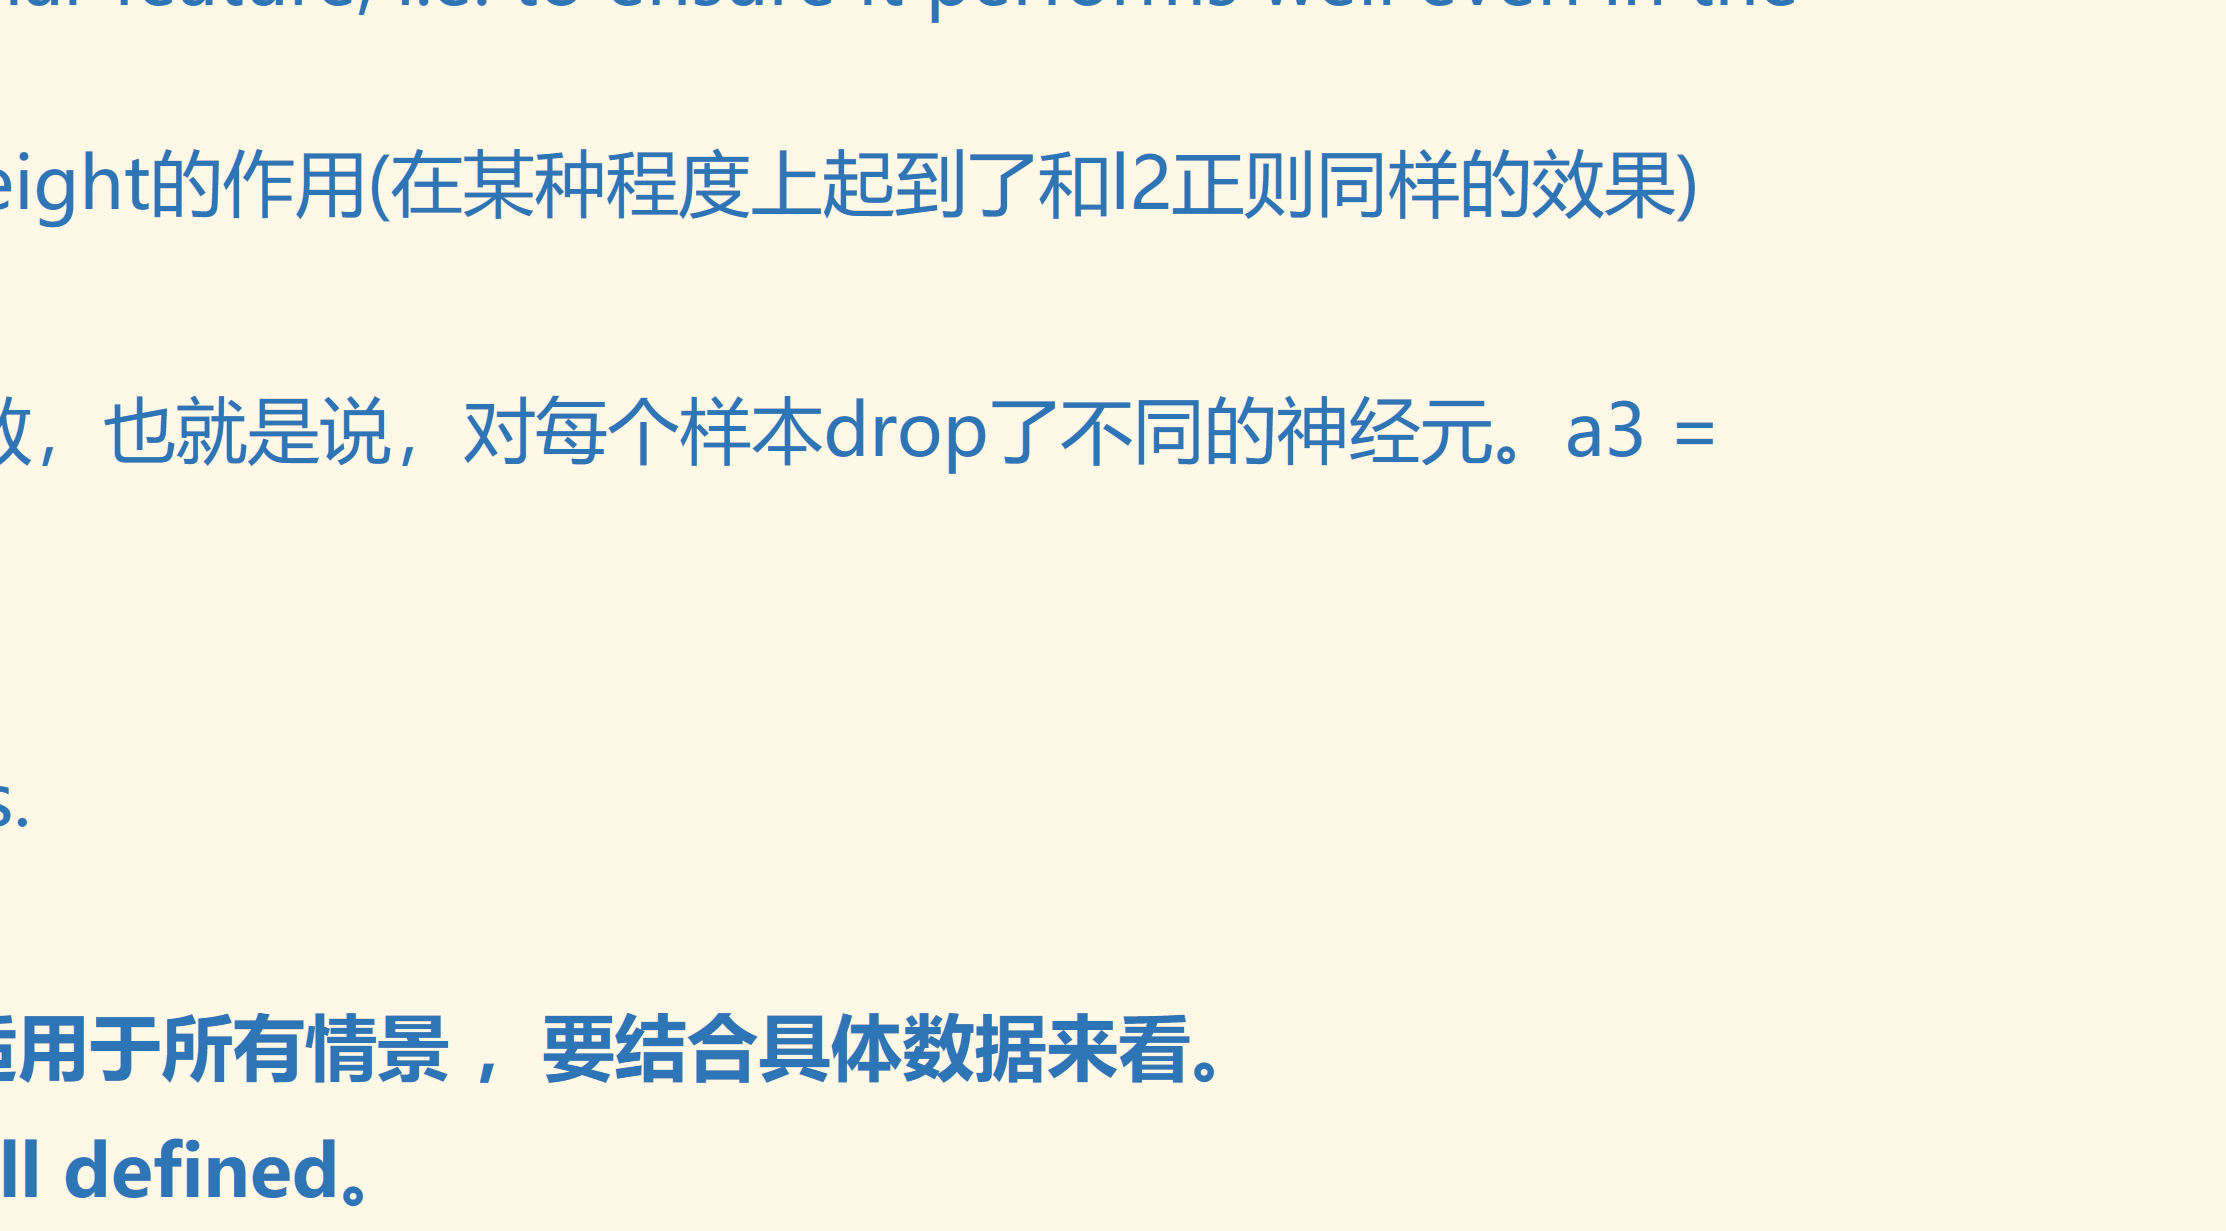 feature, i.e. to ensure it performs well even in the
eight的作用(在某种程度上起到了和l2正则同样的效果)
，也就是说，对每个样本drop了不同的神经元。a3 =
s.
适用于所有情景 ，要结合具体数据来看。
ll defined。